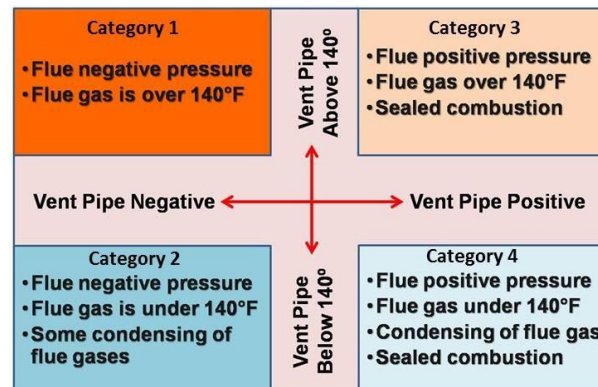 Category 1
•Flue negative pressure
•Flue gas is over 140°F
Vent Pipe
Above 140º
Category 3
•Flue positive pressure
•Flue gas over 140°F
•Sealed combustion
Vent Pipe Negative
Vent Pipe Positive
Category 2
•Flue negative pressure
•Flue gas is under 140°F
•Some condensing of
flue gases
Vent Pipe
Below 140º
Category 4
•Flue positive pressure
•Flue gas under 140°F
•Condensing of flue gas
•Sealed combustion